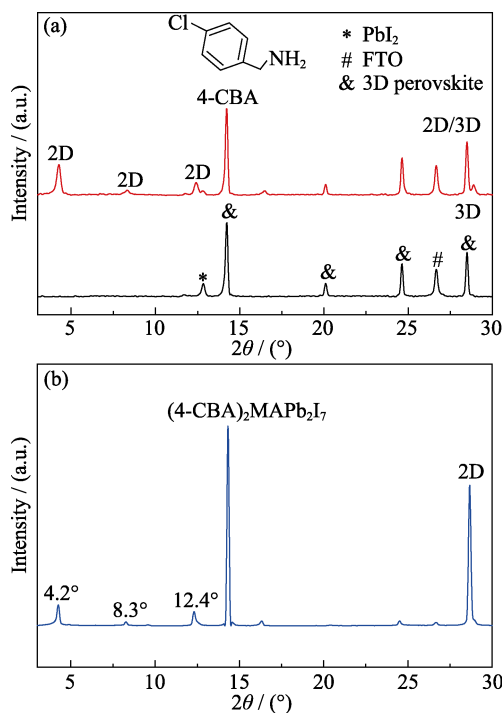 (a)
Cl
NH₂
* PbI₂
# FTO
& 3D perovskite
4-CBA
2D/3D
2D
2D
2D
3D
*
&
&
&
#
&
Intensity / (a.u.)
5 10 15 20 25 30
2θ / (°)
(b)
(4-CBA)₂MAPb₂I₇
2D
4.2°
8.3°
12.4°
Intensity / (a.u.)
5 10 15 20 25 30
2θ / (°)